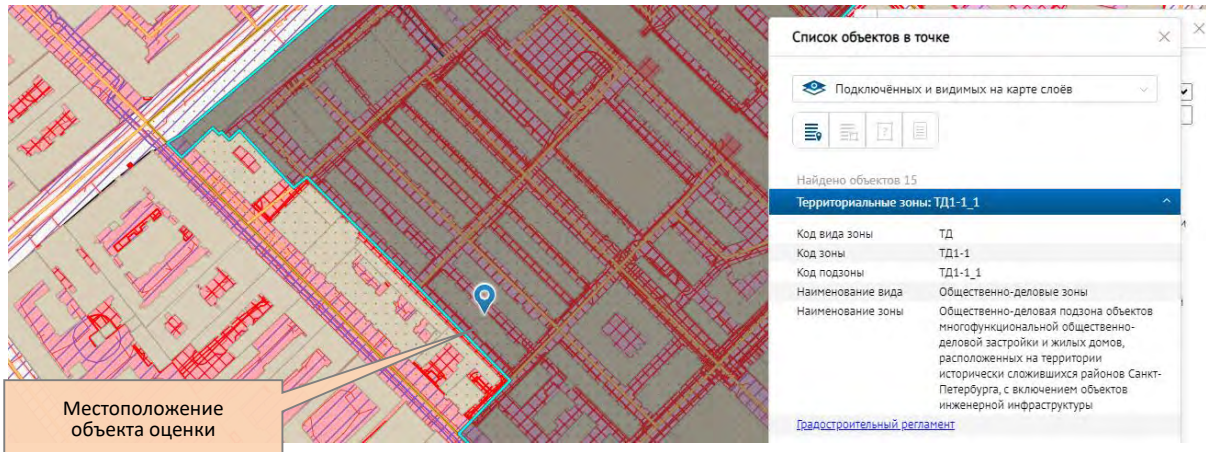 Список объектов в точке
Подключённых и видимых на карте слоёв
Найдено объектов 15
Территориальные зоны: ТД1-1_1
Код вида зоны ТД
Код зоны ТД1-1
Код подзоны ТД1-1_1
Наименование вида Общественно-деловые зоны
Наименование зоны Общественно-деловая подзона объектов
многофункциональной общественно-
деловой застройки и жилых домов,
расположенных на территории
исторически сложившихся районов Санкт-
Петербурга, с включением объектов
инженерной инфраструктуры
Градостроительный регламент
Местоположение
объекта оценки